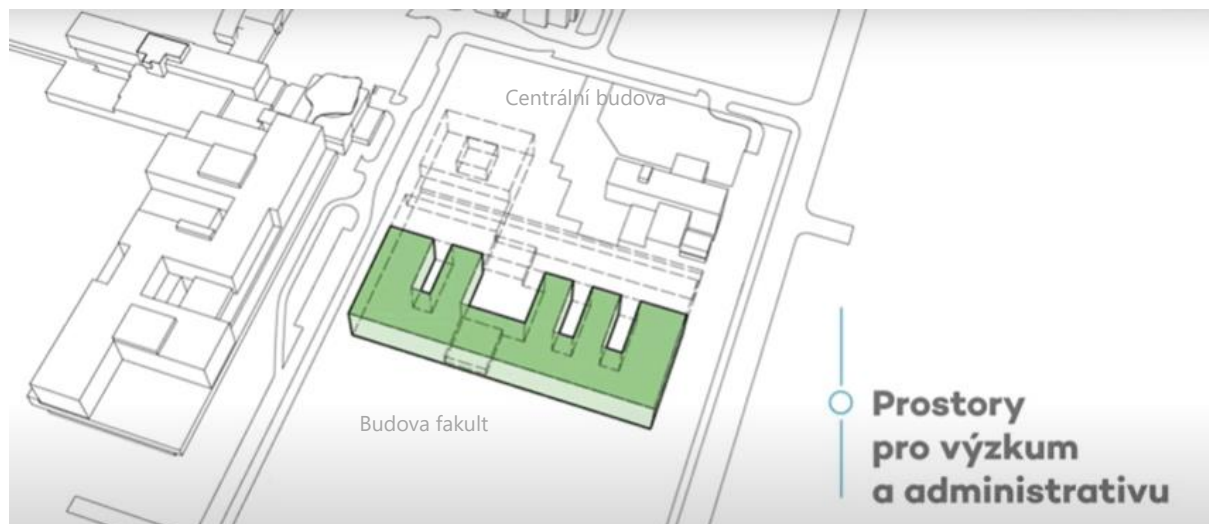 Centrální budova
Budova fakult
Prostory
pro výzkum
a administrativu